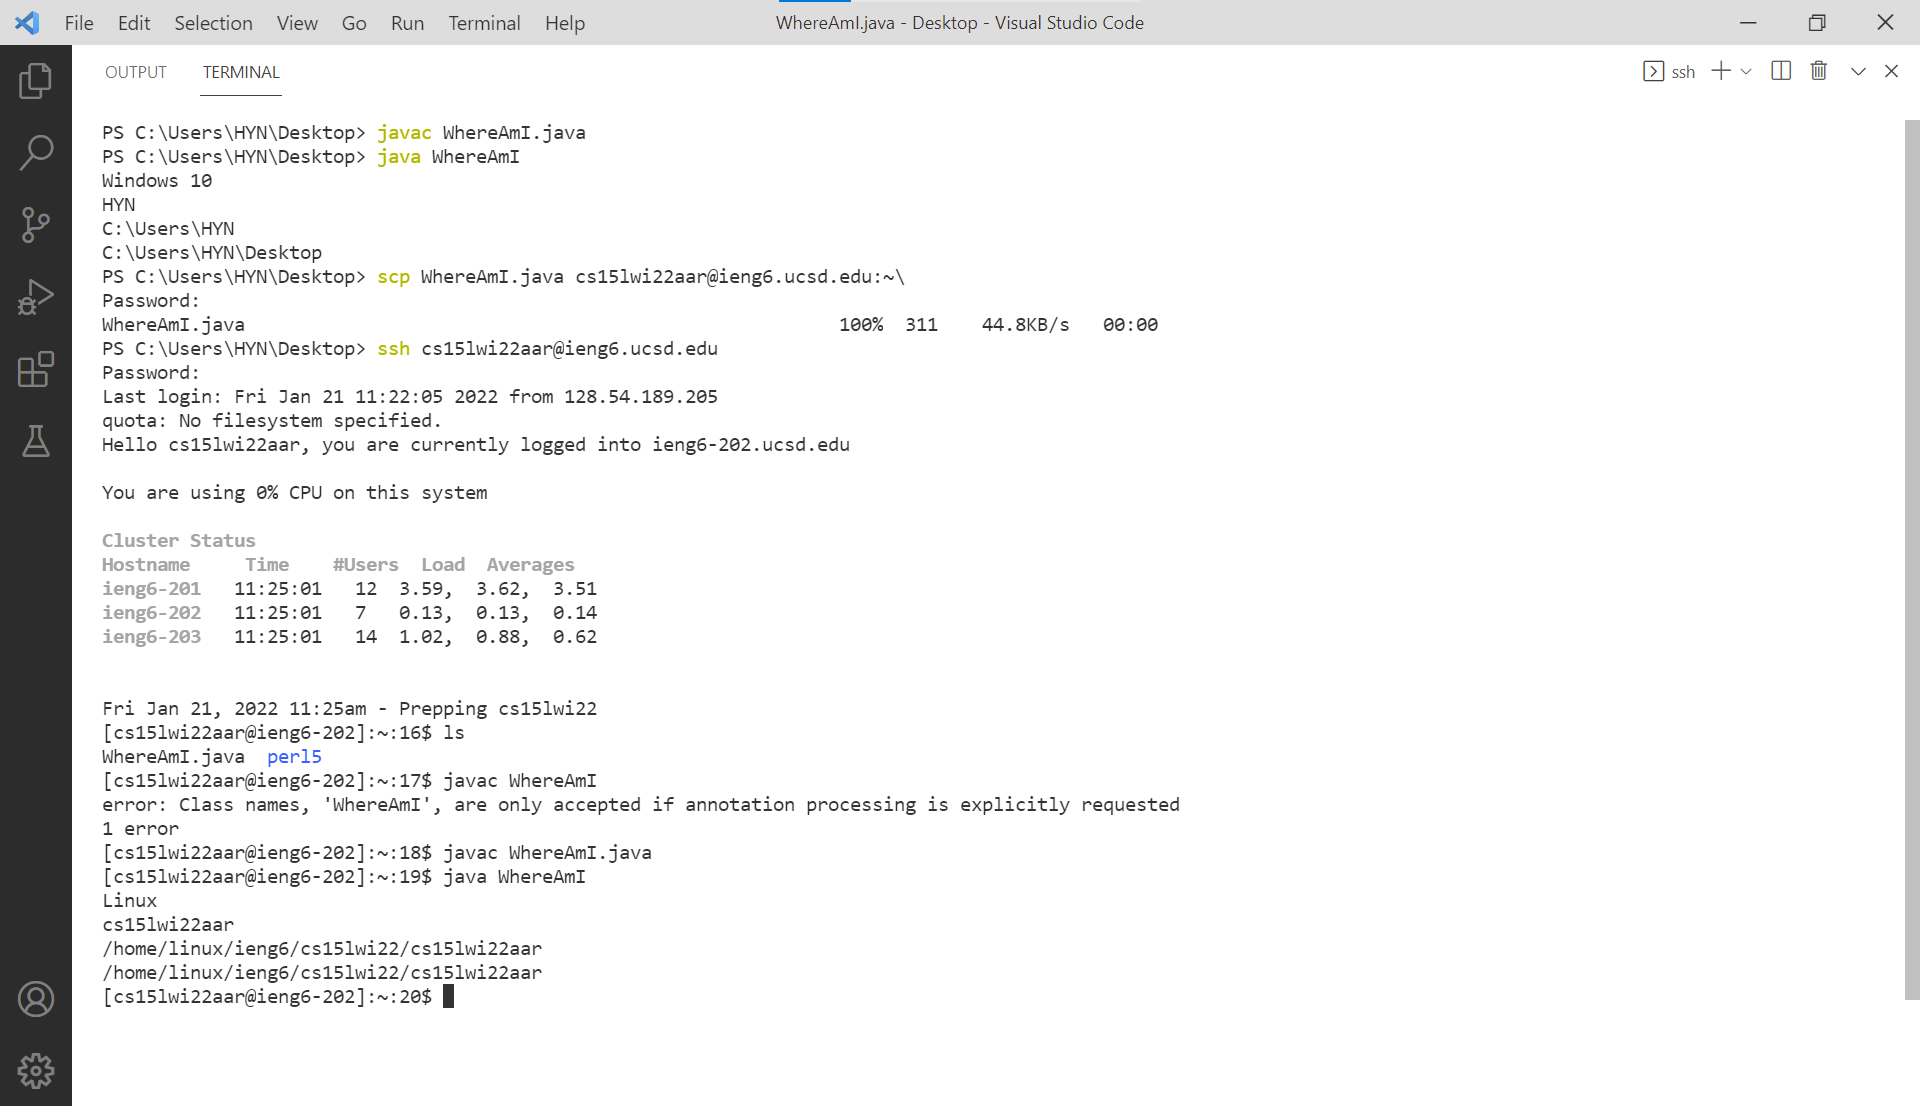 File Edit Selection View Go Run Terminal Help WhereAmI.java - Desktop - Visual Studio Code
OUTPUT TERMINAL ssh
PS C:\Users\HYN\Desktop> javac WhereAmI.java
PS C:\Users\HYN\Desktop> java WhereAmI
Windows 10
HYN
C:\Users\HYN
C:\Users\HYN\Desktop
PS C:\Users\HYN\Desktop> scp WhereAmI.java cs15lwi22aar@ieng6.ucsd.edu:~\
Password:
WhereAmI.java 100% 311 44.8KB/s 00:00
PS C:\Users\HYN\Desktop> ssh cs15lwi22aar@ieng6.ucsd.edu
Password:
Last login: Fri Jan 21 11:22:05 2022 from 128.54.189.205
quota: No filesystem specified.
Hello cs15lwi22aar, you are currently logged into ieng6-202.ucsd.edu
You are using 0% CPU on this system
Cluster Status
Hostname Time #Users Load Averages
ieng6-201 11:25:01 12 3.59, 3.62, 3.51
ieng6-202 11:25:01 7 0.13, 0.13, 0.14
ieng6-203 11:25:01 14 1.02, 0.88, 0.62
Fri Jan 21, 2022 11:25am - Prepping cs15lwi22
[cs15lwi22aar@ieng6-202]:~:16$ ls
WhereAmI.java perl5
[cs15lwi22aar@ieng6-202]:~:17$ javac WhereAmI
error: Class names, 'WhereAmI', are only accepted if annotation processing is explicitly requested
1 error
[cs15lwi22aar@ieng6-202]:~:18$ javac WhereAmI.java
[cs15lwi22aar@ieng6-202]:~:19$ java WhereAmI
Linux
cs15lwi22aar
/home/linux/ieng6/cs15lwi22/cs15lwi22aar
/home/linux/ieng6/cs15lwi22/cs15lwi22aar
[cs15lwi22aar@ieng6-202]:~:20$